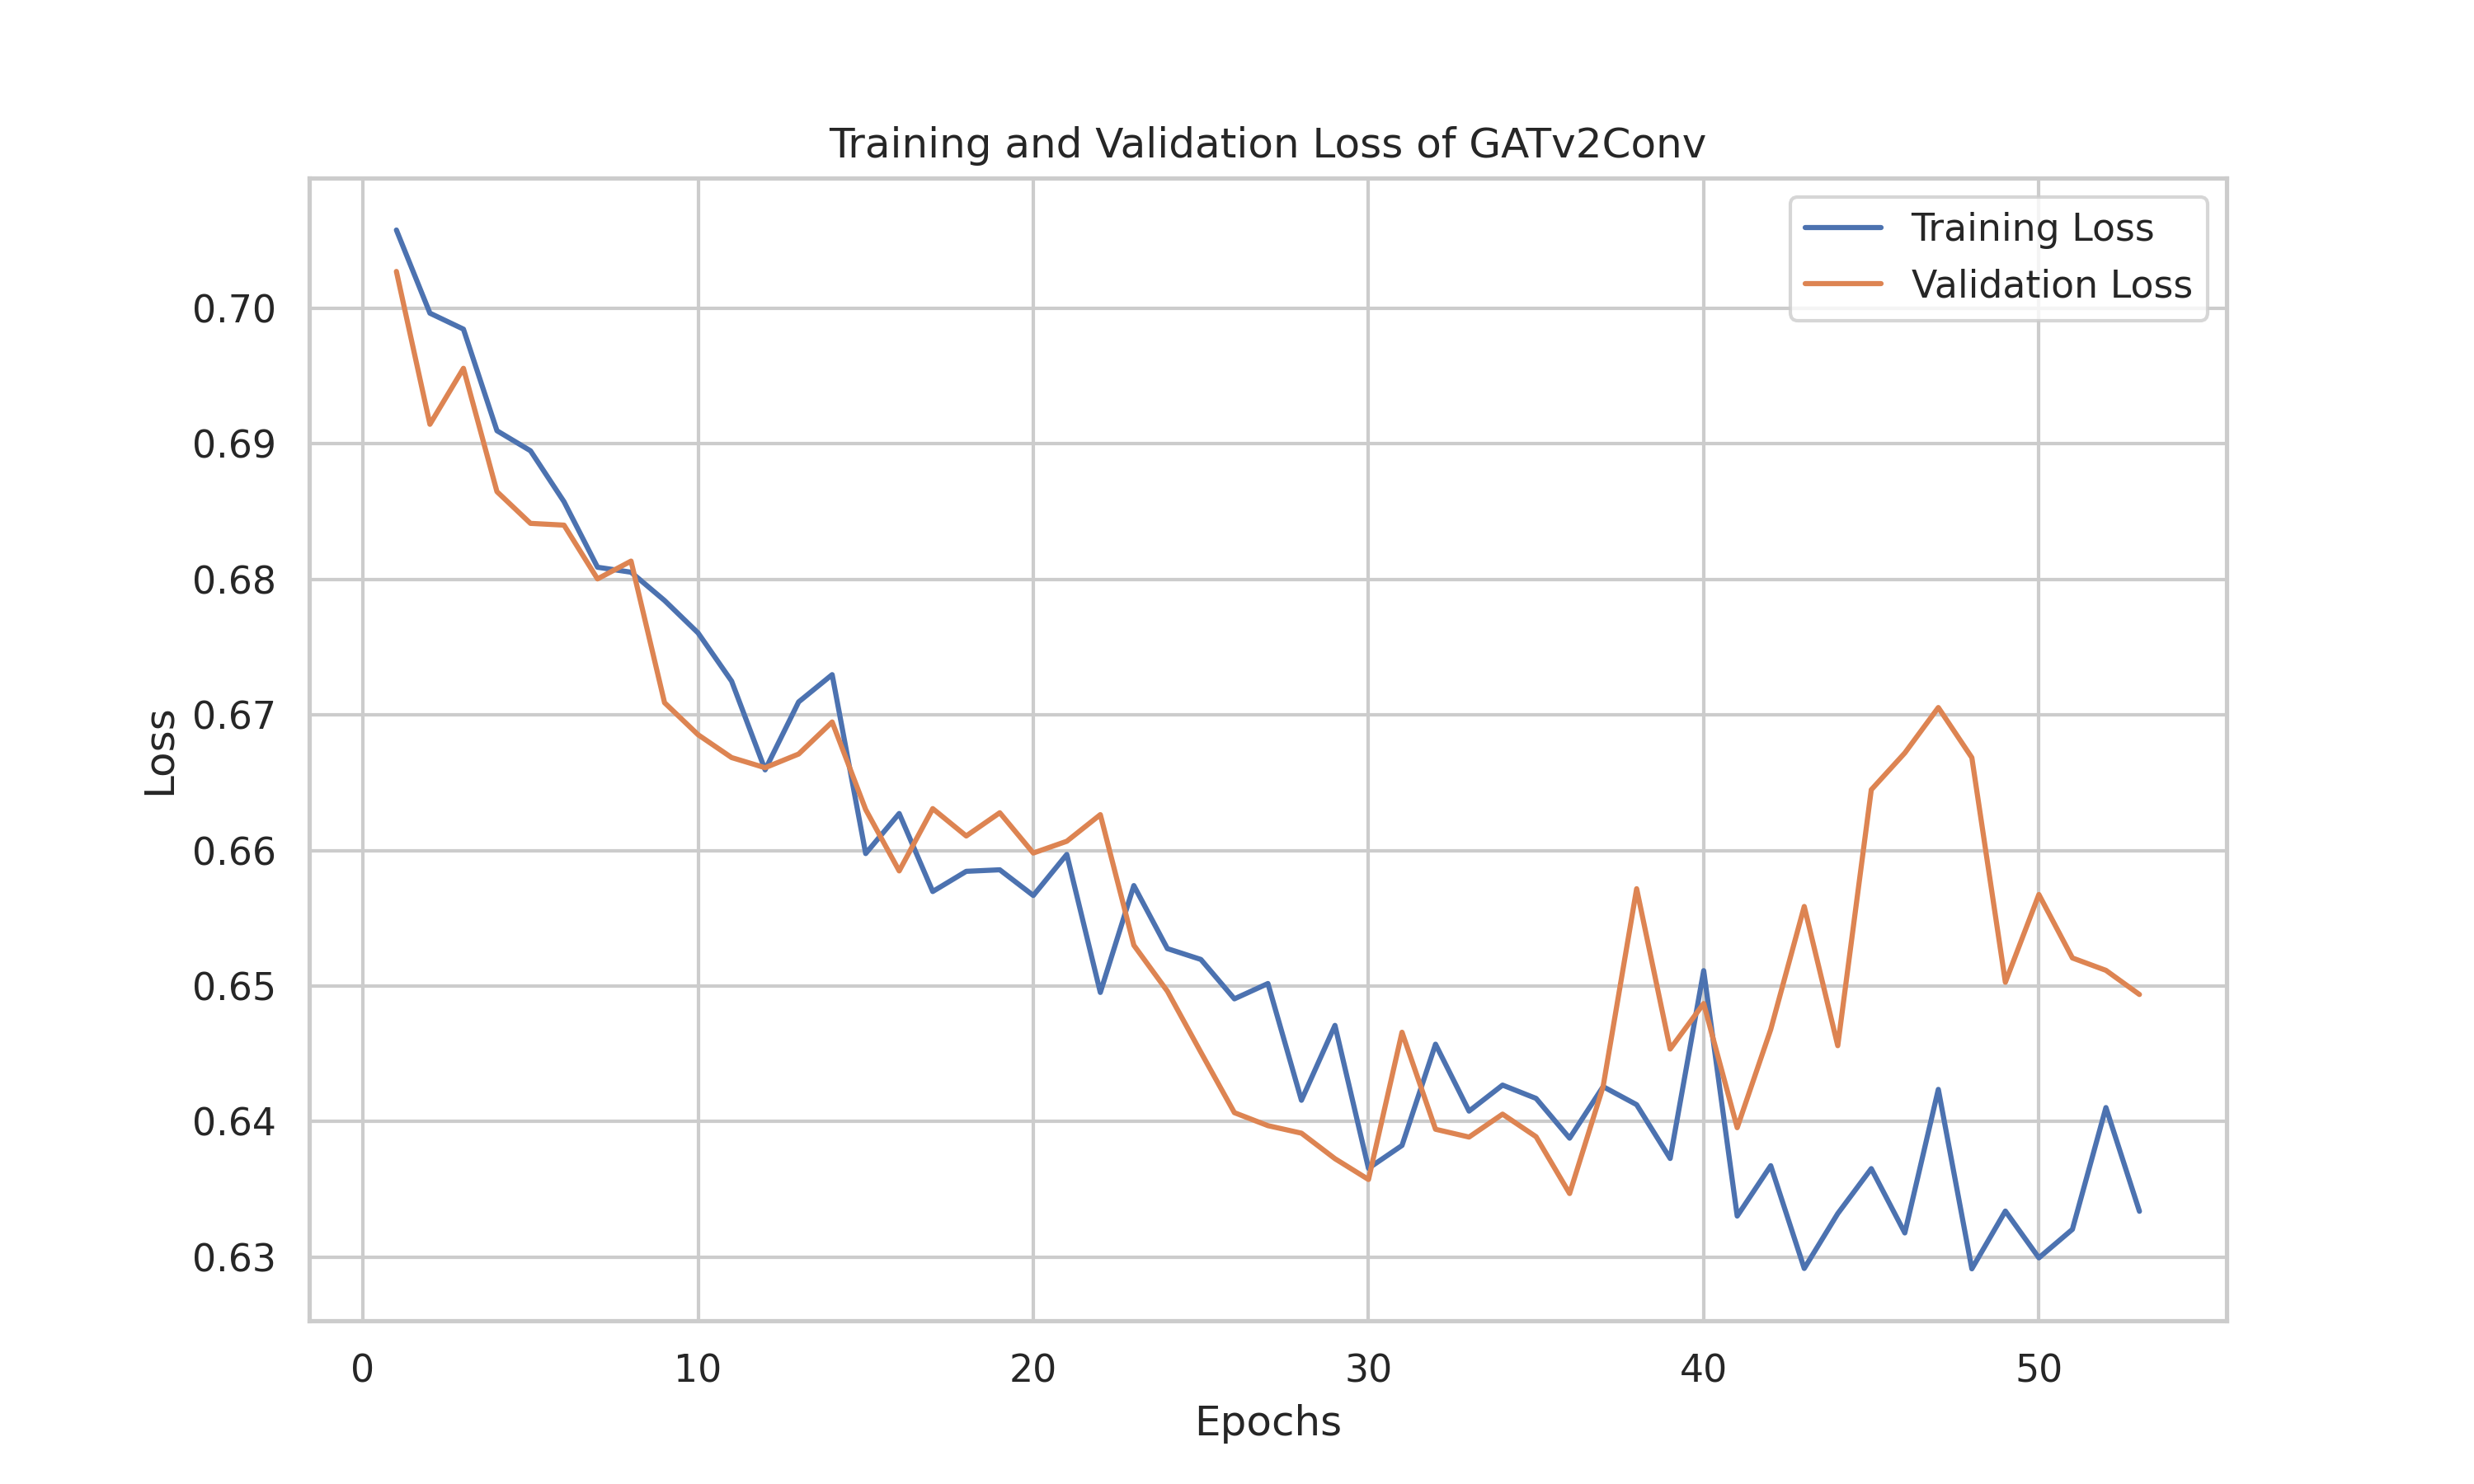 Training and Validation Loss of GATv2Conv
Training Loss
Validation Loss
0.70
0.69
0.68
0.67
0.66
0.65
0.64
0.63
Loss
0 10 20 30 40 50
Epochs